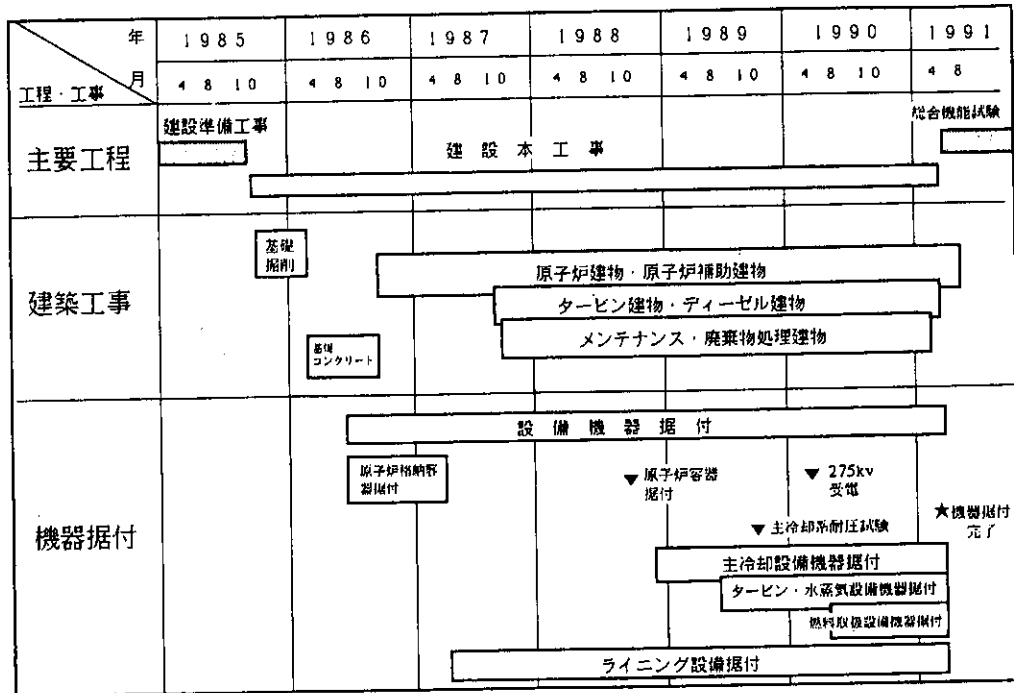 年 1985 1986 1987 1988 1989 1990 1991
月 4 8 10 4 8 10 4 8 10 4 8 10 4 8 10 4 8 10 4 8
工程・工事
総合機能試験
建設準備工事
主要工程
建設本工事
基礎
掘削
原子炉建物・原子炉補助建物
建築工事
タービン建物・ディーゼル建物
メンテナンス・廃棄物処理建物
基礎
コンクリート
設備機器据付
原子炉格納容
器据付
▼原子炉容器
据付
▼275kv
受電
★機器据付
完了
機器据付
▼主冷却系耐圧試験
主冷却設備機器据付
タービン・水蒸気設備機器据付
燃料取扱設備機器据付
ライニング設備据付